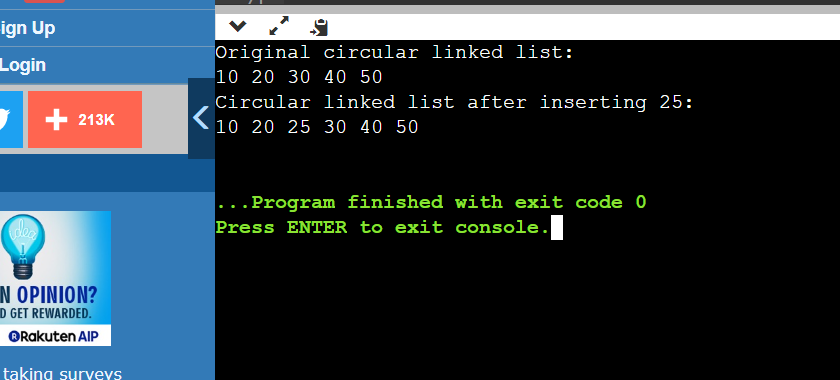 ign Up
Login
213K
idea
N OPINION?
D GET REWARDED.
Rakuten AIP
taking surveys
Original circular linked list:
10 20 30 40 50
Circular linked list after inserting 25:
10 20 25 30 40 50
...Program finished with exit code 0
Press ENTER to exit console.